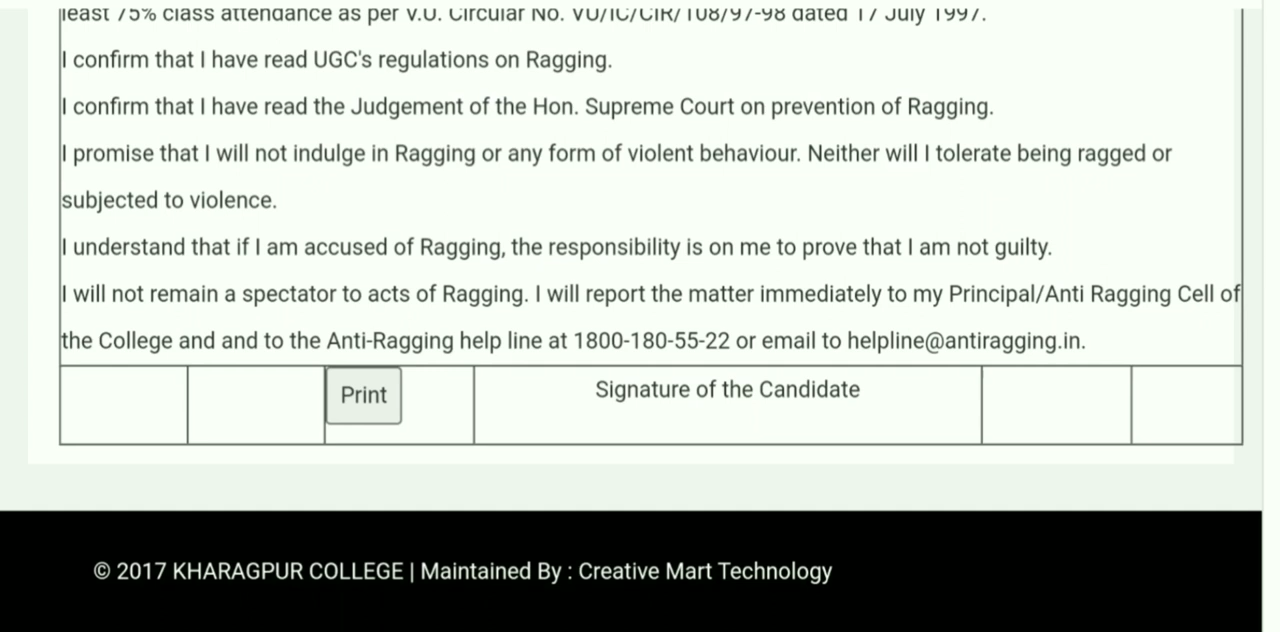 least 75% class attendance as per V.U. Circular No. VU/IC/CIR/108/97-98 dated 17 July 1997.
I confirm that I have read UGC's regulations on Ragging.
I confirm that I have read the Judgement of the Hon. Supreme Court on prevention of Ragging.
I promise that I will not indulge in Ragging or any form of violent behaviour. Neither will I tolerate being ragged or
subjected to violence.
I understand that if I am accused of Ragging, the responsibility is on me to prove that I am not guilty.
I will not remain a spectator to acts of Ragging. I will report the matter immediately to my Principal/Anti Ragging Cell of
the College and and to the Anti-Ragging help line at 1800-180-55-22 or email to helpline@antiragging.in.
Print
Signature of the Candidate
© 2017 KHARAGPUR COLLEGE | Maintained By : Creative Mart Technology